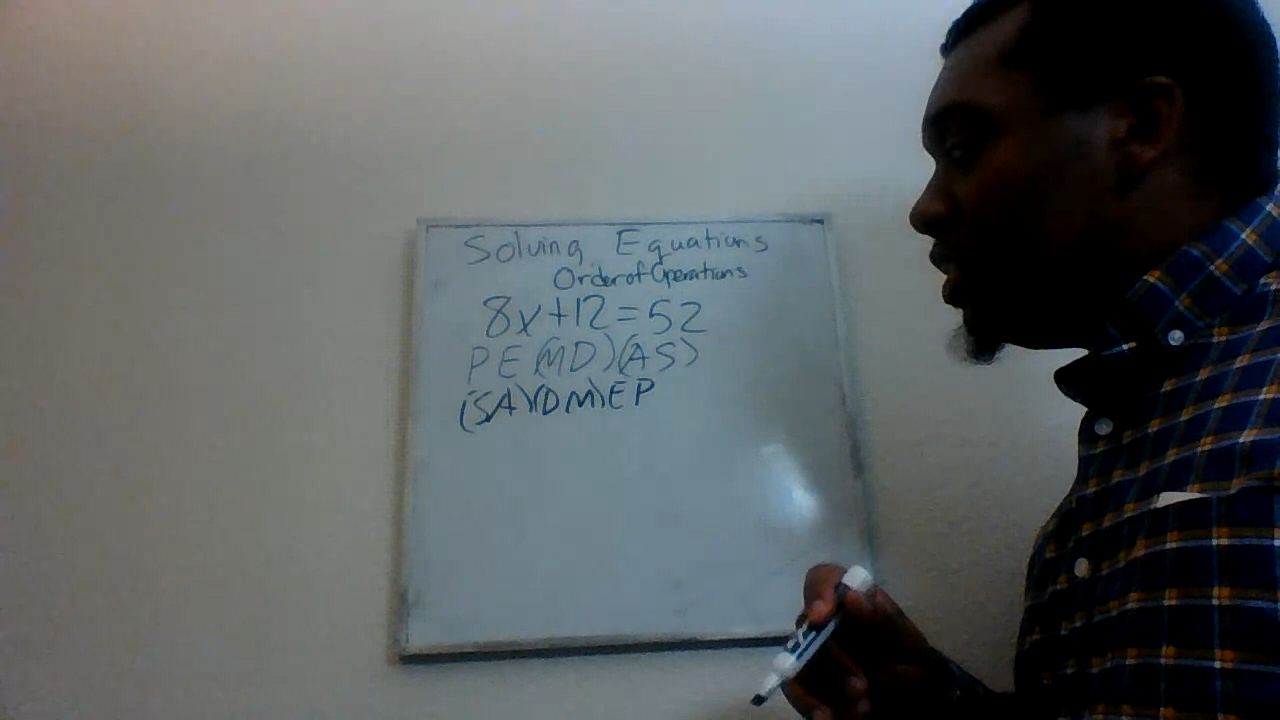 Solving Equations
Order of Operations
8x+12=52
PE(MD)(AS)
(SA)(DM)EP